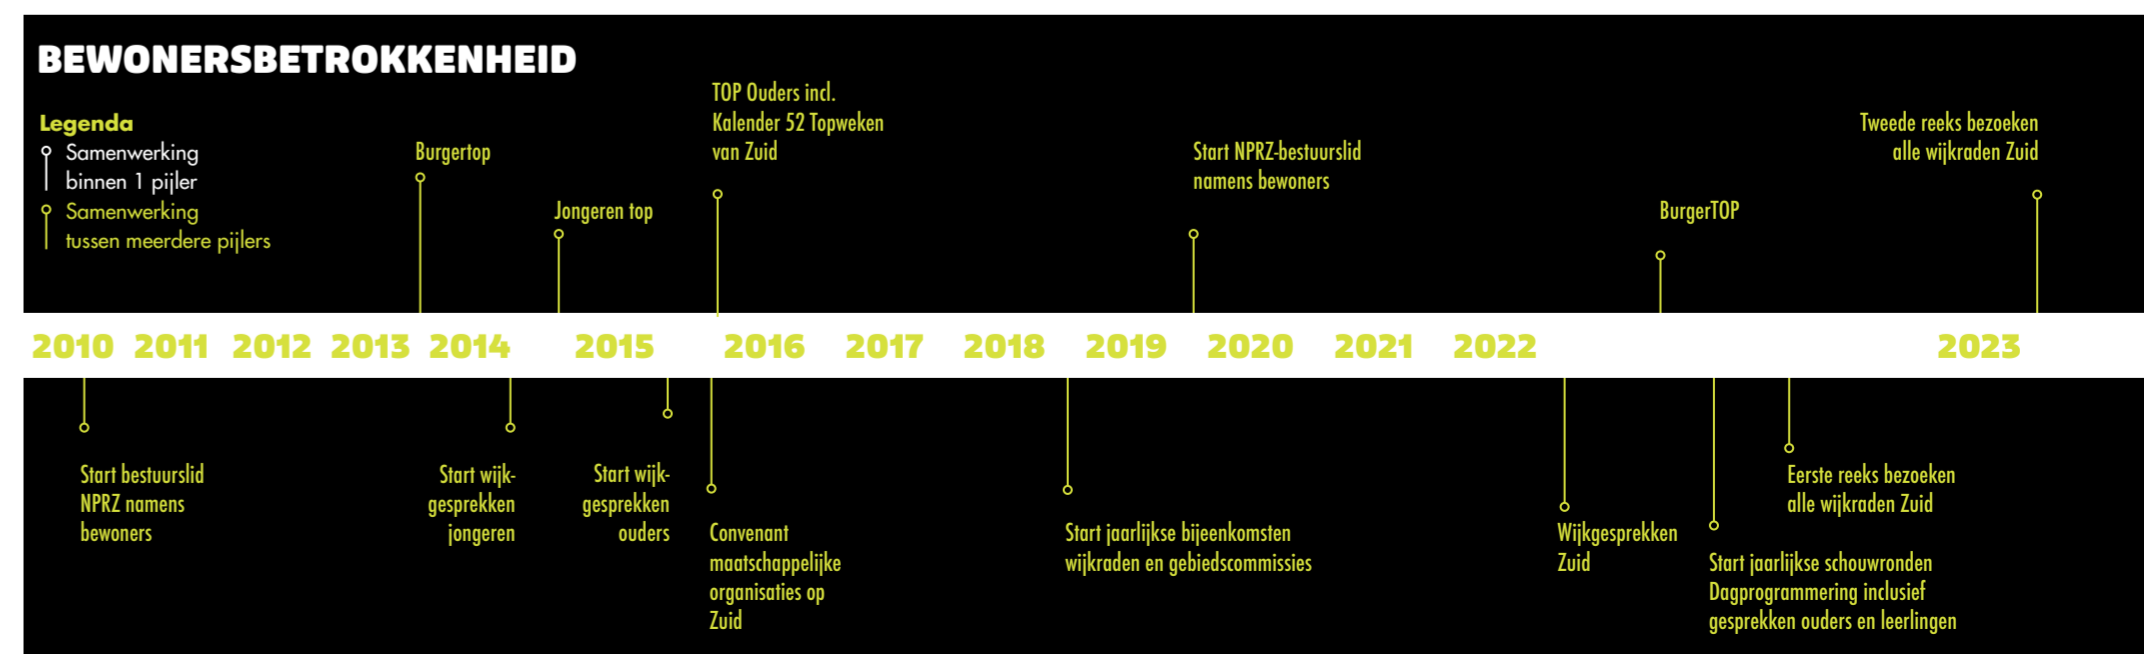 BEWONERSBETROKKENHEID
Legenda
Samenwerking
binnen 1 pijler
Samenwerking
tussen meerdere pijlers
Burgertop
Jongeren top
TOP Ouders incl.
Kalender 52 Topweken
van Zuid
Start NPRZ-bestuurslid
namens bewoners
BurgerTOP
Tweede reeks bezoeken
alle wijkraden Zuid
2010 2011 2012 2013 2014 2015 2016 2017 2018 2019 2020 2021 2022 2023
Start bestuurslid
NPRZ namens
bewoners
Start wijk-
gesprekken
jongeren
Start wijk-
gesprekken
ouders
Convenant
maatschappelijke
organisaties op
Zuid
Start jaarlijkse bijeenkomsten
wijkraden en gebiedscommissies
Wijkgesprekken
Zuid
Start jaarlijkse schouwronden
Dagprogrammering inclusief
gesprekken ouders en leerlingen
Eerste reeks bezoeken
alle wijkraden Zuid